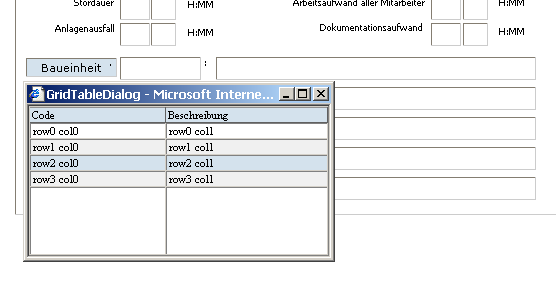 Stördauer H:MM Arbeitsaufwand aller Mitarbeiter H:MM
Anlagenausfall H:MM Dokumentationsaufwand H:MM
Baueinheit ' :
GridTableDialog - Microsoft Interne...
Code Beschreibung
row0 col0 row0 col1
row1 col0 row1 col1
row2 col0 row2 col1
row3 col0 row3 col1